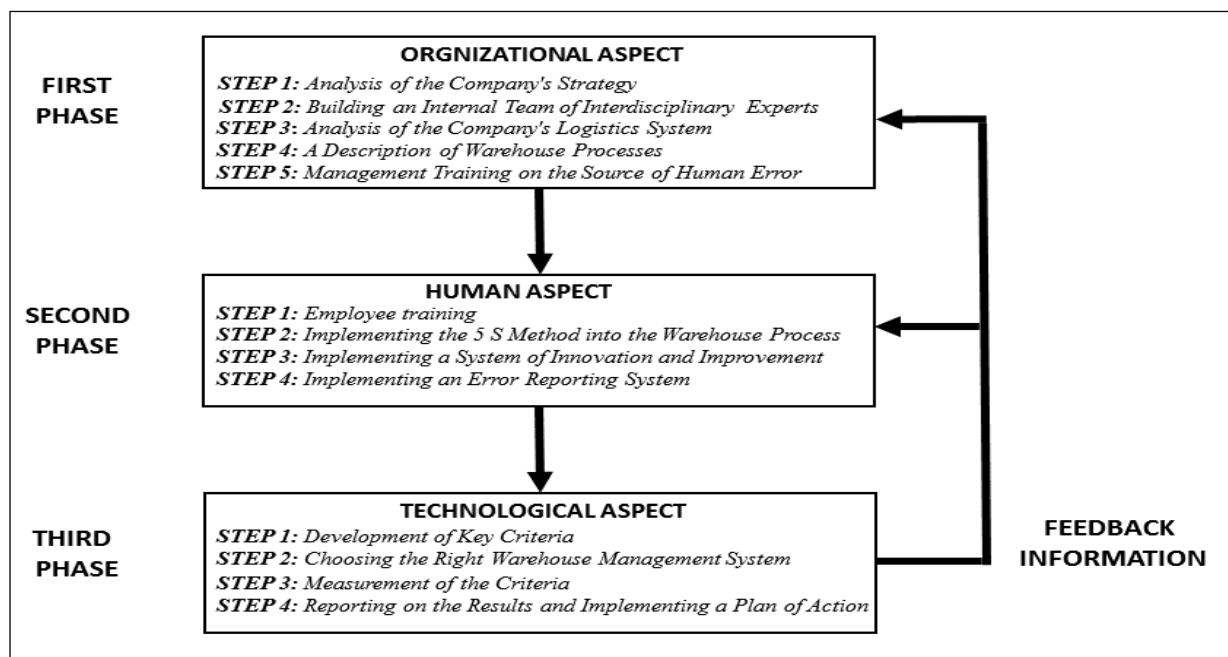 FIRST
PHASE
ORGNIZATIONAL ASPECT
STEP 1: Analysis of the Company's Strategy
STEP 2: Building an Internal Team of Interdisciplinary Experts
STEP 3: Analysis of the Company's Logistics System
STEP 4: A Description of Warehouse Processes
STEP 5: Management Training on the Source of Human Error
SECOND
PHASE
HUMAN ASPECT
STEP 1: Employee training
STEP 2: Implementing the 5 S Method into the Warehouse Process
STEP 3: Implementing a System of Innovation and Improvement
STEP 4: Implementing an Error Reporting System
THIRD
PHASE
TECHNOLOGICAL ASPECT
STEP 1: Development of Key Criteria
STEP 2: Choosing the Right Warehouse Management System
STEP 3: Measurement of the Criteria
STEP 4: Reporting on the Results and Implementing a Plan of Action
FEEDBACK
INFORMATION